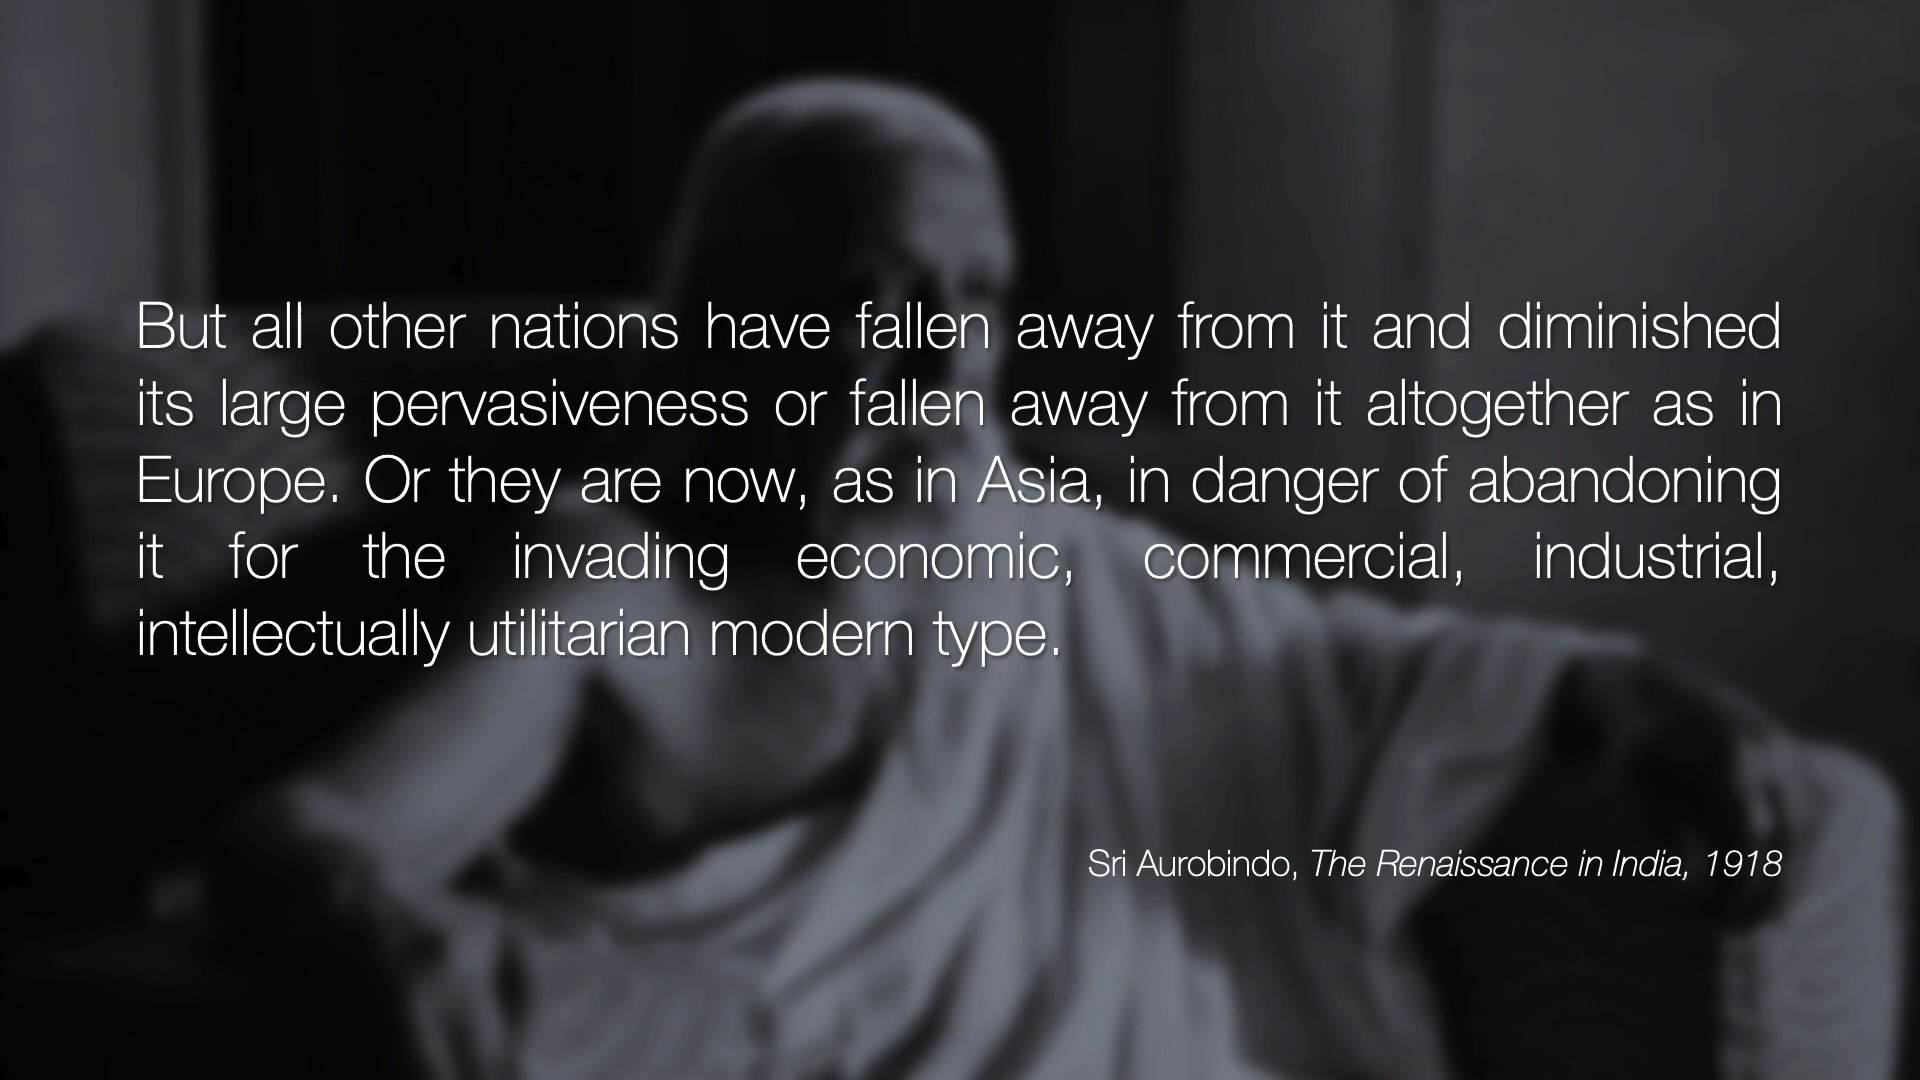 But all other nations have fallen away from it and diminished
its large pervasiveness or fallen away from it altogether as in
Europe. Or they are now, as in Asia, in danger of abandoning
it for the invading economic, commercial, industrial,
intellectually utilitarian modern type.
Sri Aurobindo, The Renaissance in India, 1918